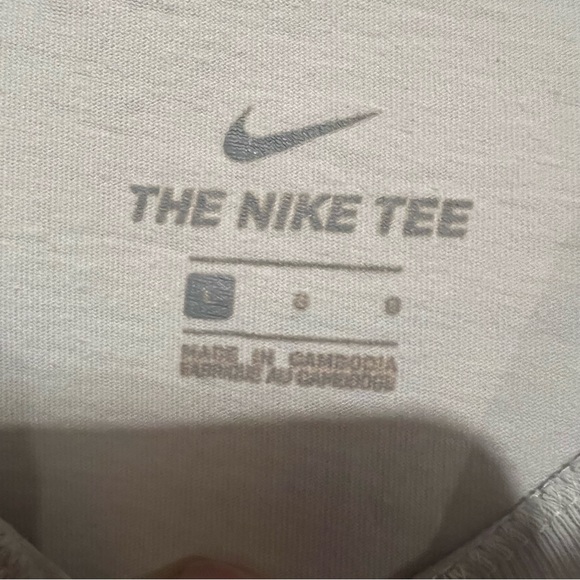 THE NIKE TEE
L G G
MADE IN CAMBODIA
FABRIQUE AU CAMBODGE